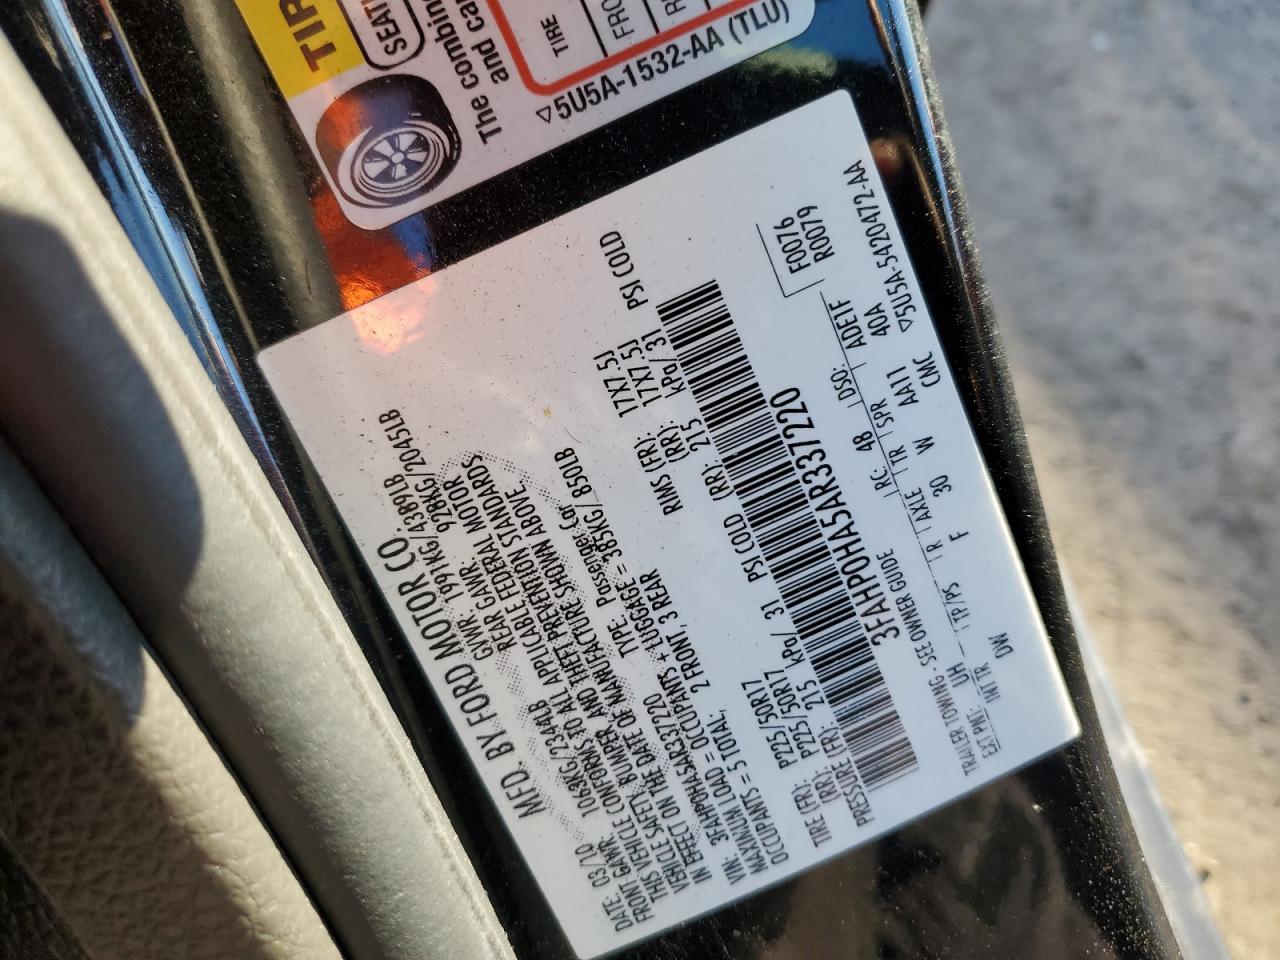 TIR
SEATI
The combine
and car
TIRE
FRO
R
5U5A-1532-AA (TLU)
MFD. BY FORD MOTOR CO.
DATE: 03/10 GVWR: 1991KG/4389LB
FRONT GAWR: 1063KG/2344LB REAR GAWR: 928KG/2045LB
THIS VEHICLE CONFORMS TO ALL APPLICABLE FEDERAL MOTOR
VEHICLE SAFETY, BUMPER, AND THEFT PREVENTION STANDARDS
IN EFFECT ON THE DATE OF MANUFACTURE SHOWN ABOVE.
VIN: 3FAHP0HA5AR337220 TYPE: Passenger Car
MAXIMUM LOAD = OCCUPANTS + LUGGAGE = 385KG/ 850LB
OCCUPANTS = 5 TOTAL, 2 FRONT, 3 REAR
TIRE (FR): P225/50R17 RIMS (FR): 17X7.5J
(RR): P225/50R17 (RR): 17X7.5J
PRESSURE (FR): 215 kPa/ 31 PSI COLD (RR): 215 kPa/ 31 PSI COLD
3FAHP0HA5AR337220
F0076
R0079
TRAILER TOWING: SEE OWNER GUIDE
EXT PNT: UH RC: 48 DSO: ADE1F
INT TR TP/PS R AXLE TR SPR 40A
DW F 30 W AA11 CMC 5U5A-5420472-AA